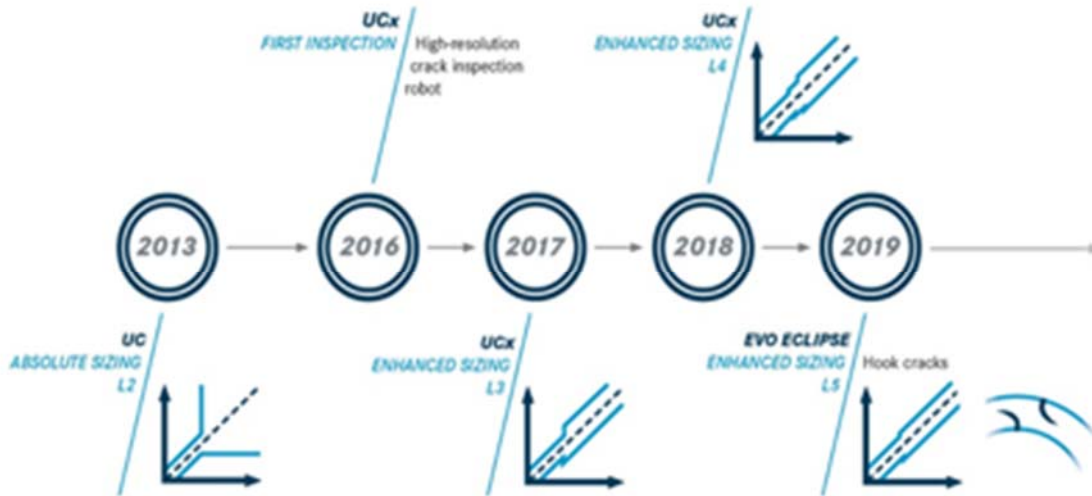 UCx
FIRST INSPECTION
High-resolution
crack inspection
robot
UCx
ENHANCED SIZING
L4
2013
2016
2017
2018
2019
UC
ABSOLUTE SIZING
L2
UCx
ENHANCED SIZING
L3
EVO ECLIPSE
ENHANCED SIZING
L5
Hook cracks